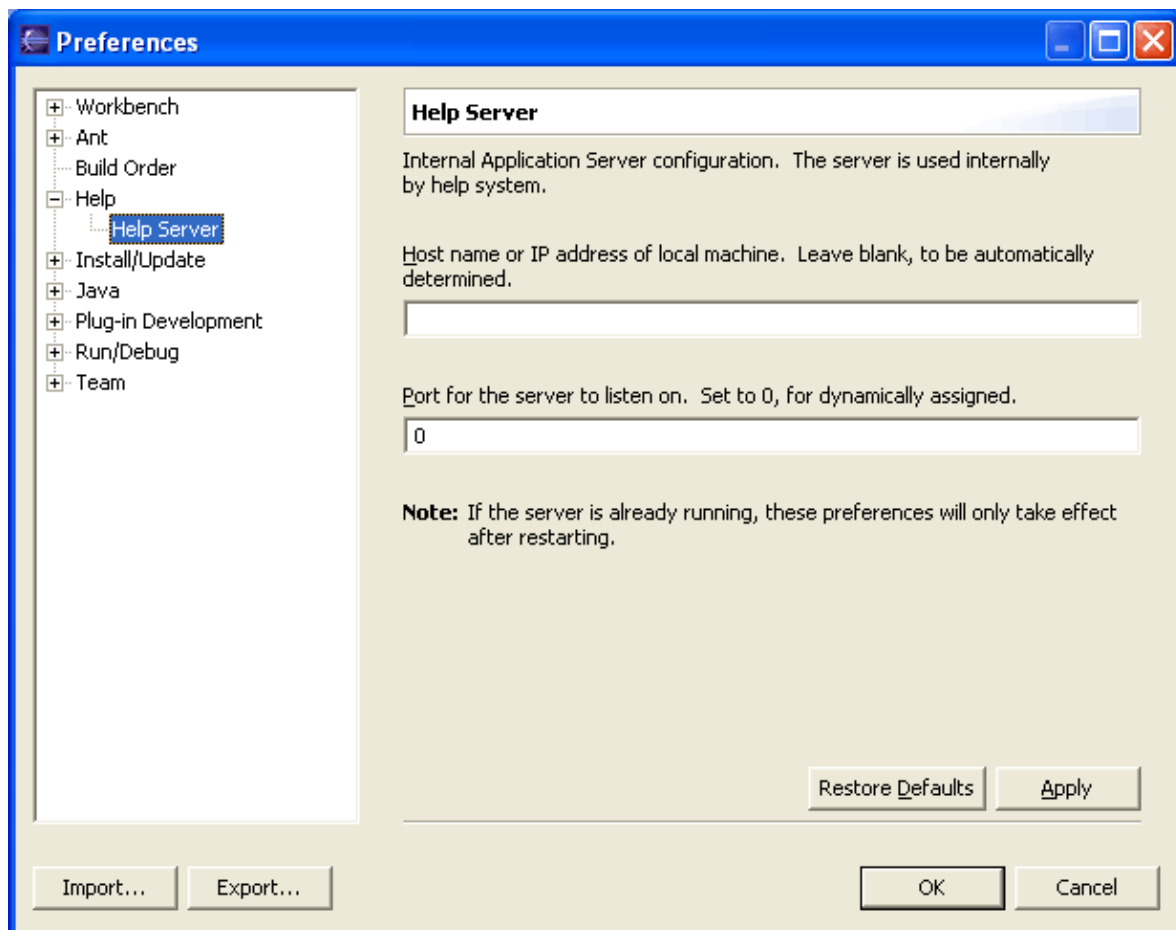 Preferences
Workbench
Ant
Build Order
Help
Help Server
Install/Update
Java
Plug-in Development
Run/Debug
Team
Help Server
Internal Application Server configuration.  The server is used internally
by help system.
Host name or IP address of local machine.  Leave blank, to be automatically
determined.
Port for the server to listen on.  Set to 0, for dynamically assigned.
0
Note: If the server is already running, these preferences will only take effect
after restarting.
Restore Defaults
Apply
Import...
Export...
OK
Cancel